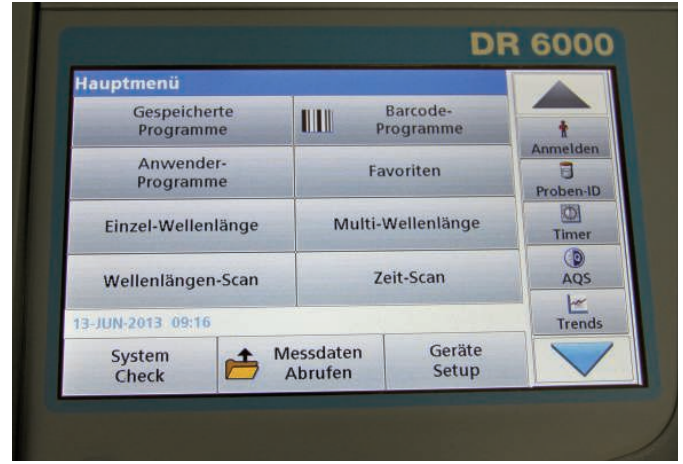 DR 6000
Hauptmenü
Gespeicherte
Programme
Barcode-
Programme
Anwender-
Programme
Favoriten
Einzel-Wellenlänge
Multi-Wellenlänge
Wellenlängen-Scan
Zeit-Scan
13-JUN-2013 09:16
System
Check
Messdaten
Abrufen
Geräte
Setup
Anmelden
Proben-ID
Timer
AQS
Trends